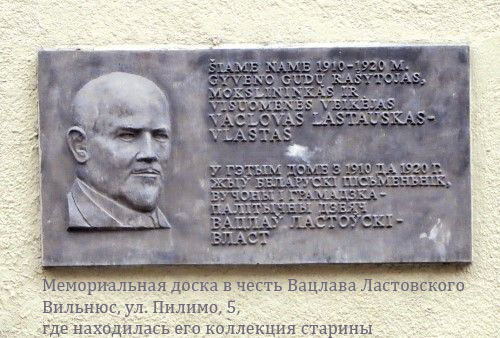 ŠIAME NAME 1910-1920 M.
GYVENO GUDŲ RAŠYTOJAS,
MOKSLININKAS IR
VISUOMENĖS VEIKĖJAS
VACLOVAS LASTAUSKAS-
VLASTAS
У ГЭТЫМ ДОМЕ З 1910 ДА 1920 Г.
ЖЫЎ БЕЛАРУСКІ ПІСЬМЕННІК,
ВУЧОНЫ, ГРАМАДСКА-
ПАЛІТЫЧНЫ ДЗЕЯЧ
ВАЦЛАЎ ЛАСТОЎСКІ-
ВЛАСТ
Мемориальная доска в честь Вацлава Ластовского
Вильнюс, ул. Пилимо, 5,
где находилась его коллекция старины